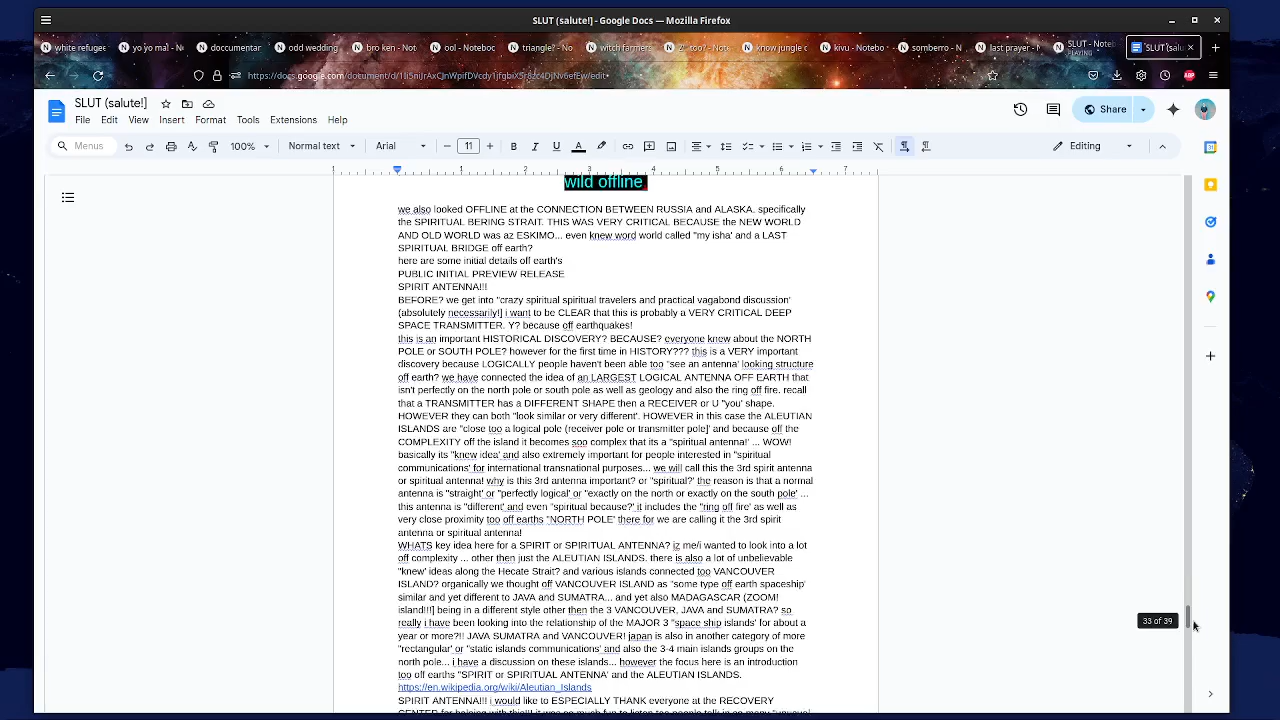 SLUT (salute!] - Google Docs — Mozilla Firefox
white refugee
yo yo mal - No
doccumentar
odd wedding
bro ken - Not
ool - Noteboc
triangle? - No
witch farmers
know jungle c
kivu - Notebo
somberro - N
last prayer - N
SLUT - Noteb
PLAYING
SLUT (salute!]
SLUT (salute!]
File Edit View Insert Format Tools Extensions Help
Share
Menus
100%
Normal text
Arial
11
Editing
1 1 2 3 4 5 6 7
wild offline
we also looked OFFLINE at the CONNECTION BETWEEN RUSSIA and ALASKA. specifically
the SPIRITUAL BERING STRAIT. THIS WAS VERY CRITICAL BECAUSE the NEW WORLD
AND OLD WORLD was az ESKIMO... even knew word world called "my isha' and a LAST
SPIRITUAL BRIDGE off earth?
here are some initial details off earth's
PUBLIC INITIAL PREVIEW RELEASE
SPIRIT ANTENNA!!!
BEFORE? we get into "crazy spiritual spiritual travelers and practical vagabond discussion'
(absolutely necessarily!] i want to be CLEAR that this is probably a VERY CRITICAL DEEP
SPACE TRANSMITTER. Y? because off earthquakes!
this is an important HISTORICAL DISCOVERY? BECAUSE? everyone knew about the NORTH
POLE or SOUTH POLE? however for the first time in HISTORY??? this is a VERY important
discovery because LOGICALLY people haven't been able too "see an antenna' looking structure
off earth? we have connected the idea of an LARGEST LOGICAL ANTENNA OFF EARTH that
isn't perfectly on the north pole or south pole as well as geology and also the ring off fire. recall
that a TRANSMITTER has a DIFFERENT SHAPE then a RECEIVER or U "you' shape.
HOWEVER they can both "look similar or very different'. HOWEVER in this case the ALEUTIAN
ISLANDS are "close too a logical pole (receiver pole or transmitter pole]' and because off the
COMPLEXITY off the island it becomes soo complex that its a "spiritual antenna!' ... WOW!
basically its "knew idea' and also extremely important for people interested in "spiritual
communications' for international transnational purposes... we will call this the 3rd spirit antenna
or spiritual antenna! why is this 3rd antenna important? or "spiritual?' the reason is that a normal
antenna is "straight' or "perfectly logical' or "exactly on the north or exactly on the south pole' ...
this antenna is "different' and even "spiritual because?' it includes the "ring off fire' as well as
very close proximity too off earths "NORTH POLE' there for we are calling it the 3rd spirit
antenna or spiritual antenna!
WHATS key idea here for a SPIRIT or SPIRITUAL ANTENNA? iz me/i wanted to look into a lot
off complexity ... other then just the ALEUTIAN ISLANDS. there is also a lot of unbelievable
"knew' ideas along the Hecate Strait? and various islands connected too VANCOUVER
ISLAND? organically we thought off VANCOUVER ISLAND as "some type off earth spaceship'
similar and yet different to JAVA and SUMATRA... and yet also MADAGASCAR (ZOOM!
island!!!] being in a different style other then the 3 VANCOUVER, JAVA and SUMATRA? so
really i have been looking into the relationship of the MAJOR 3 "space ship islands' for about a
year or more?!! JAVA SUMATRA and VANCOUVER! japan is also in another category of more
"rectangular' or "static islands communications' and also the 3-4 main islands groups on the
north pole... i have a discussion on these islands... however the focus here is an introduction
too off earths "SPIRIT or SPIRITUAL ANTENNA' and the ALEUTIAN ISLANDS.
https://en.wikipedia.org/wiki/Aleutian_Islands
SPIRIT ANTENNA!!! i would like to ESPECIALLY THANK everyone at the RECOVERY
33 of 39